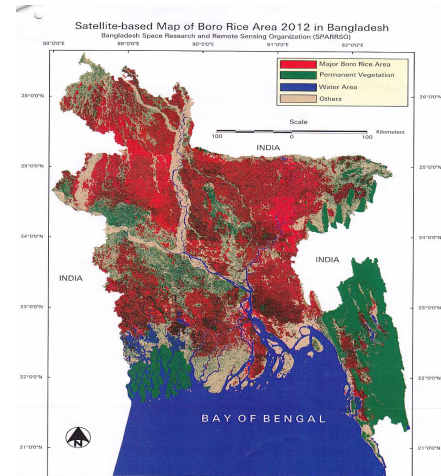 Satellite-based Map of Boro Rice Area 2012 in Bangladesh
Bangladesh Space Research and Remote Sensing Organization (SPARRSO)
88°0'0"E 89°0'0"E 90°0'0"E 91°0'0"E 92°0'0"E
Major Boro Rice Area
Permanent Vegetation
Water Area
Others
Scale
100 0 100 Kilometers
INDIA
26°0'0"N 26°0'0"N
25°0'0"N 25°0'0"N
24°0'0"N 24°0'0"N
INDIA
INDIA
23°0'0"N 23°0'0"N
22°0'0"N 22°0'0"N
BAY OF BENGAL
N
21°0'0"N 21°0'0"N